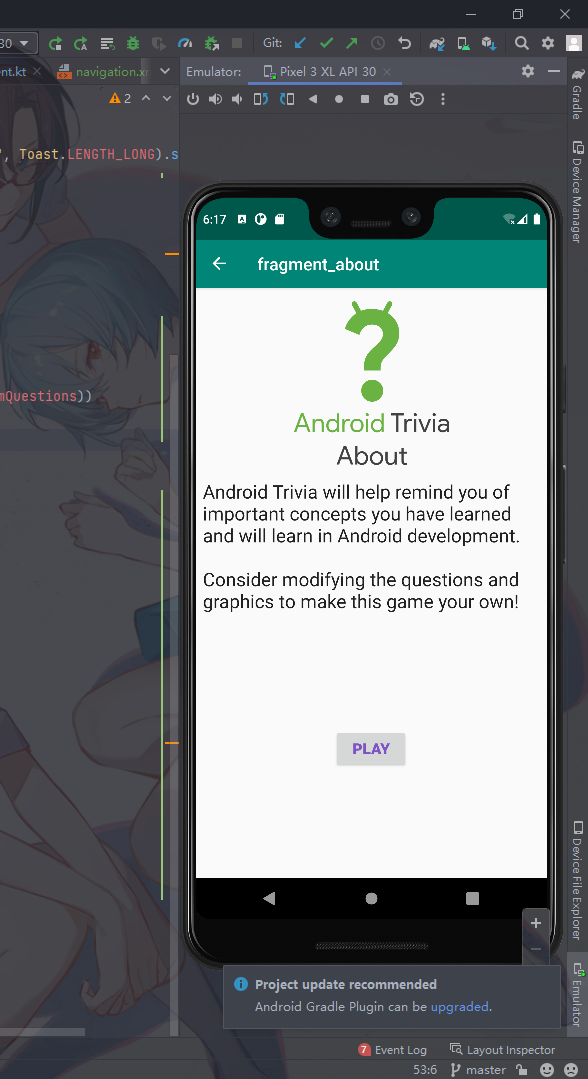 30
Git:
nt.kt
navigation.xm
Emulator:
Pixel 3 XL API 30
2
', Toast.LENGTH_LONG).s
mQuestions))
6:17
fragment_about
Android Trivia
About
Android Trivia will help remind you of
important concepts you have learned
and will learn in Android development.
Consider modifying the questions and
graphics to make this game your own!
PLAY
Project update recommended
Android Gradle Plugin can be upgraded.
7 Event Log
Layout Inspector
53:6
master
Gradle
Device Manager
Device File Explorer
Emulator